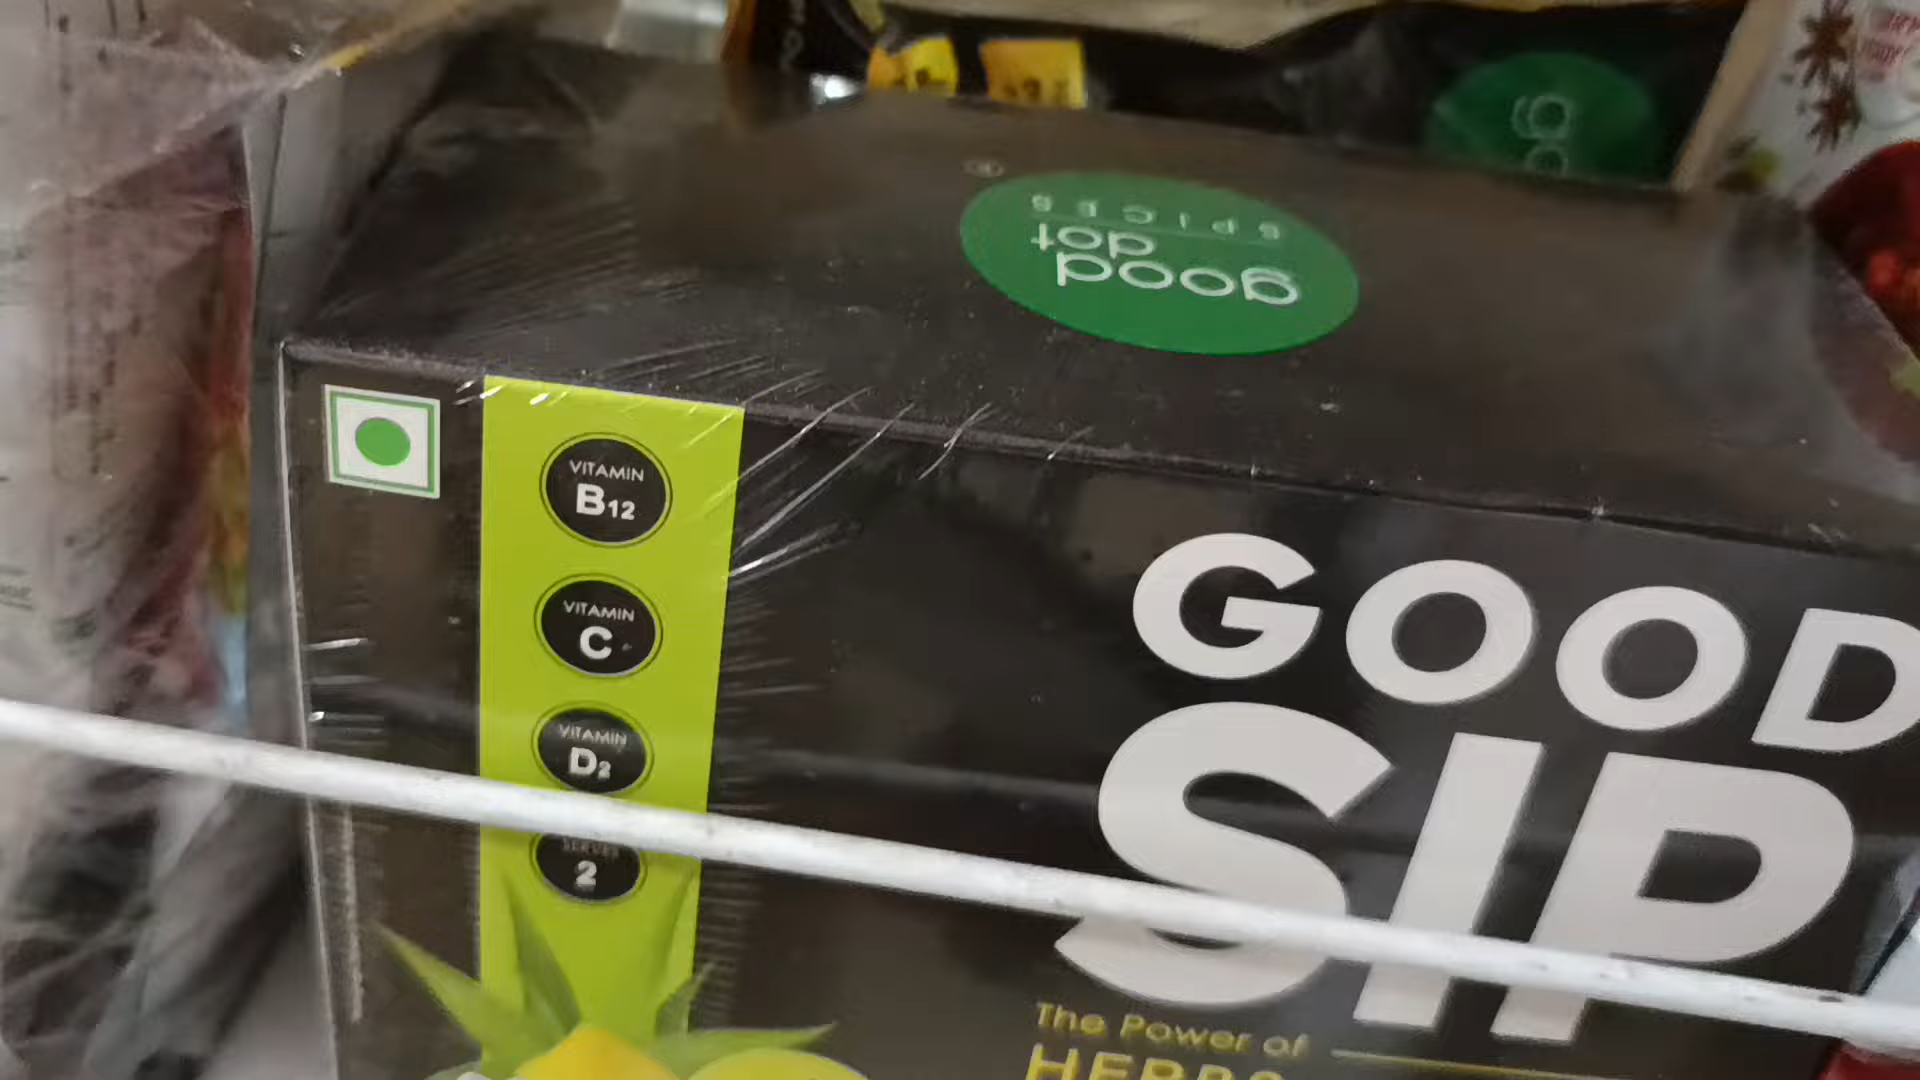 good
dot
SPICES
VITAMIN
B12
VITAMIN
C
VITAMIN
D2
SERVES
2
GOOD
SIP
The Power of
HERBS